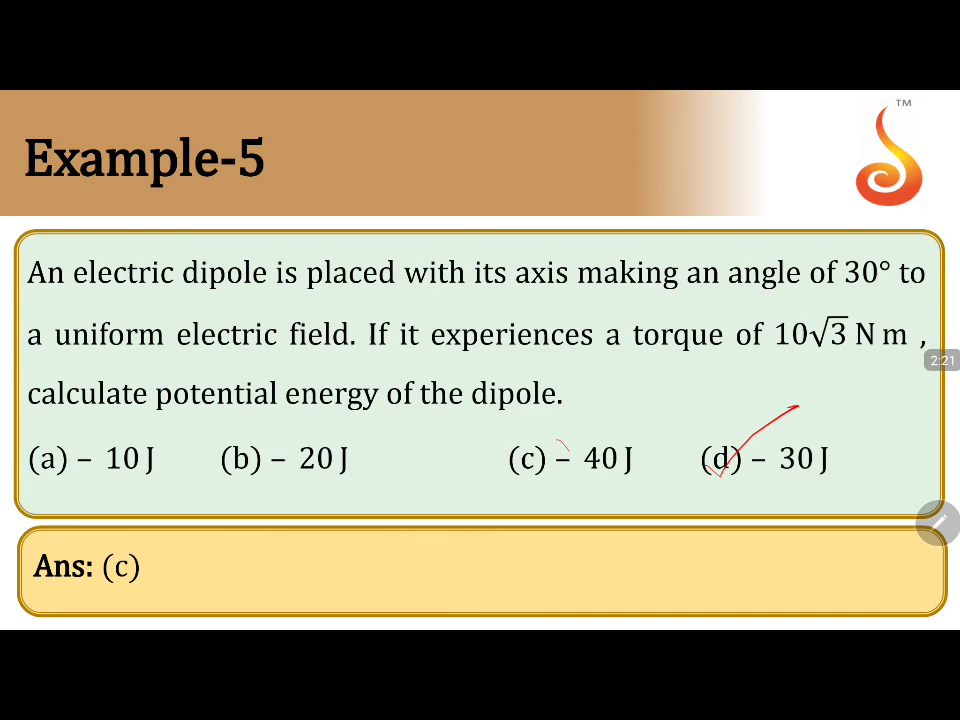 TM
Example-5
An electric dipole is placed with its axis making an angle of 30° to
a uniform electric field. If it experiences a torque of 10√3 N m ,
2:21
calculate potential energy of the dipole.
(a) – 10 J (b) – 20 J (c) – 40 J (d) – 30 J
Ans: (c)